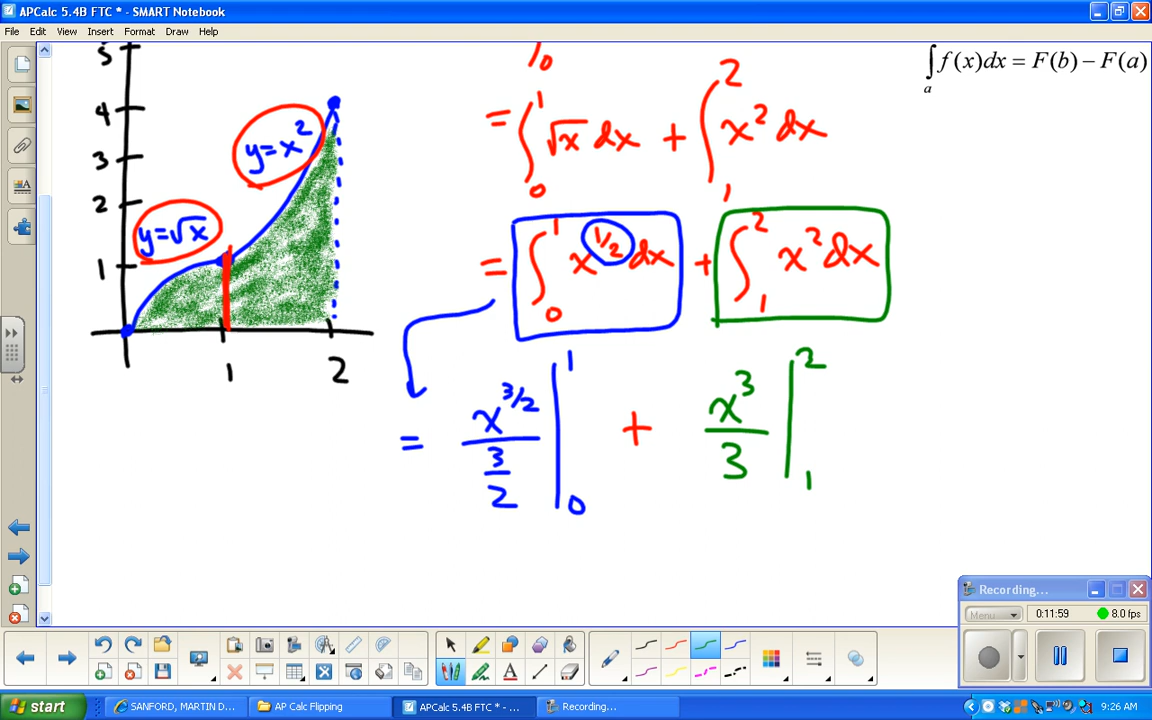 APCalc 5.4B FTC * - SMART Notebook
File Edit View Insert Format Draw Help
∫ₐ f(x)dx = F(b) − F(a)
5
4
3
2
1
1 2
y=x²
y=√x
= ∫₀¹ √x dx + ∫₁² x² dx
= ∫₀¹ x^1/2 dx + ∫₁² x² dx
= x^3/2 / (3/2) |₀¹ + x³/3 |₁²
Recording...
Menu 0:11:59 8.0 fps
start SANFORD, MARTIN D... AP Calc Flipping APCalc 5.4B FTC * - ... Recording... 9:26 AM